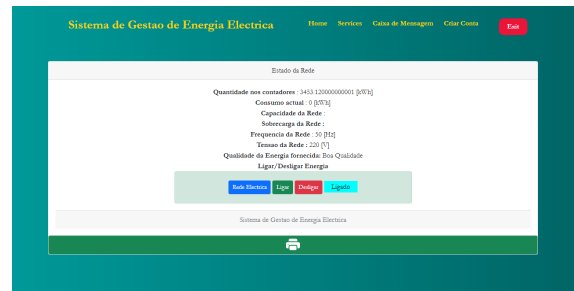 Sistema de Gestao de Energia Electrica Home Services Caixa de Mensagem Criar Conta Exit
Estado da Rede
Quantidade nos contadores : 3453.120000000001 [kWh]
Consumo actual : 0 [KWh]
Capacidade da Rede :
Sobrecarga da Rede :
Frequencia da Rede : 50 [Hz]
Tensao da Rede : 220 [V]
Qualidade da Energia fornecida: Boa Qualidade
Ligar/Desligar Energia
Rede Electrica Ligar Desligar Ligado
Sistema de Gestao de Energia Electrica